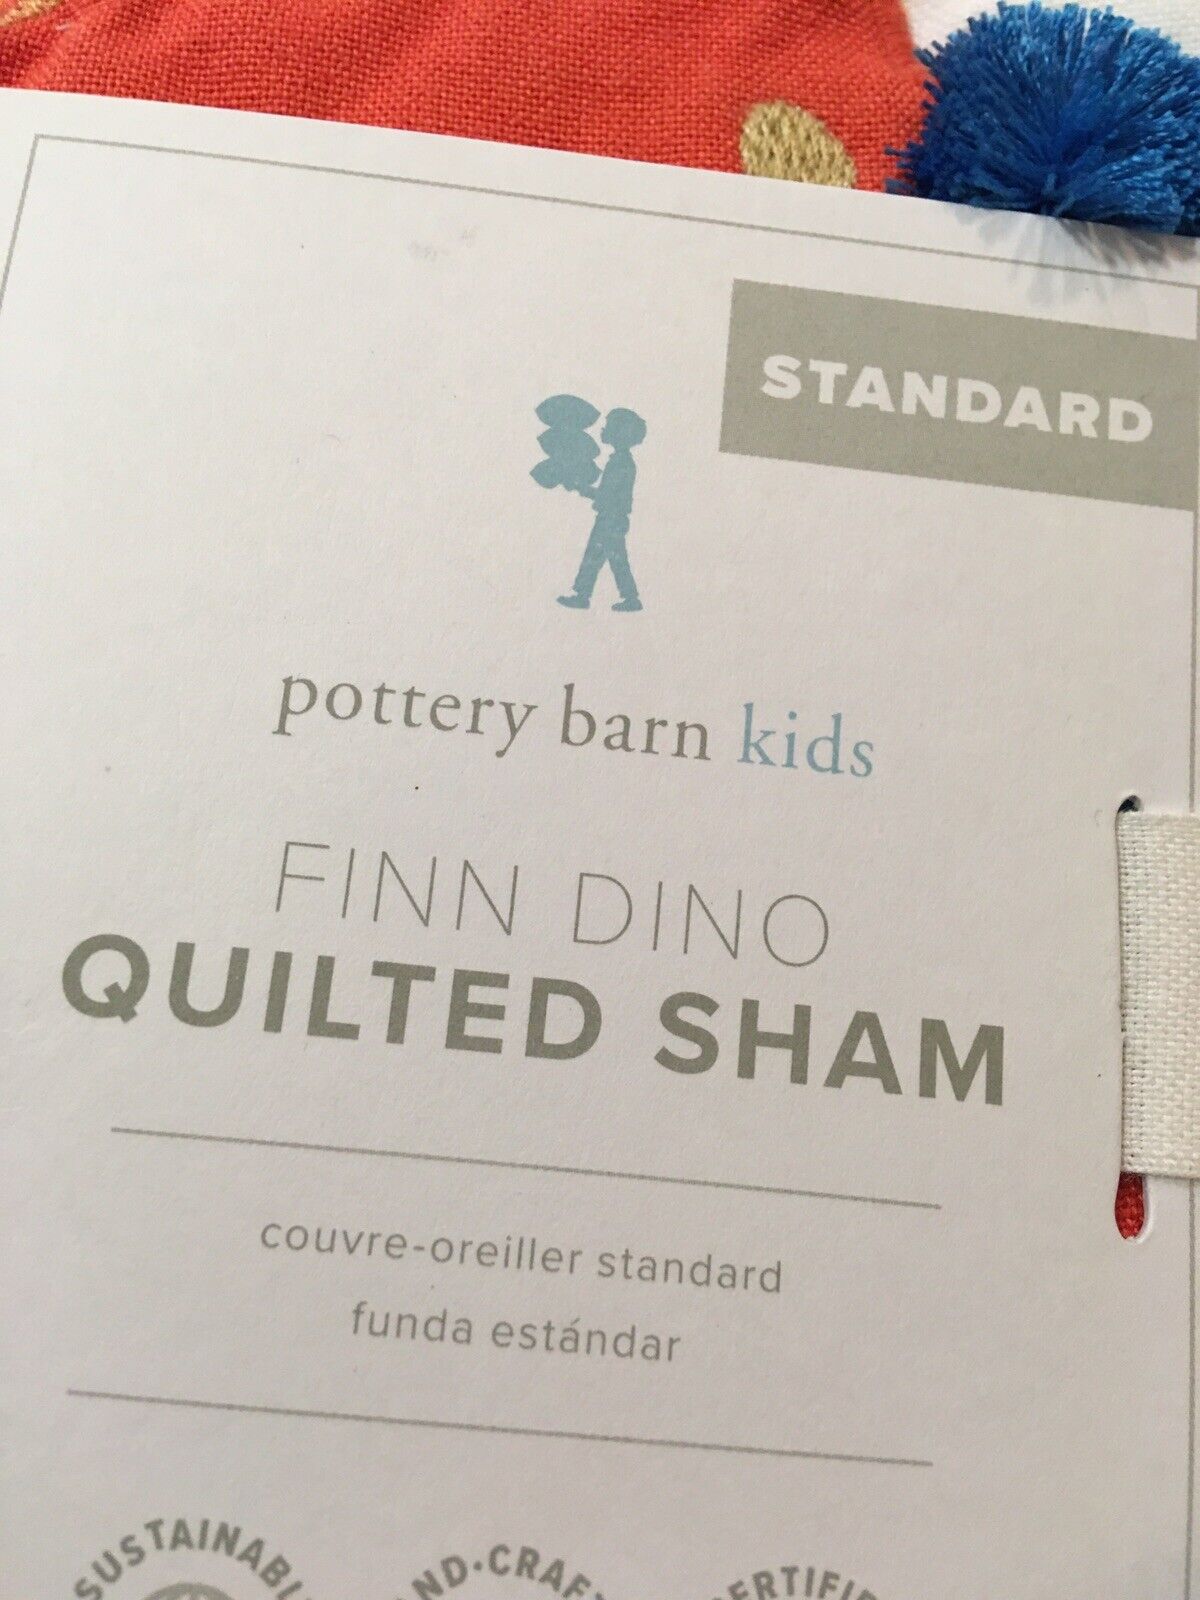 STANDARD
pottery barn kids
FINN DINO
QUILTED SHAM
couvre-oreiller standard
funda estándar